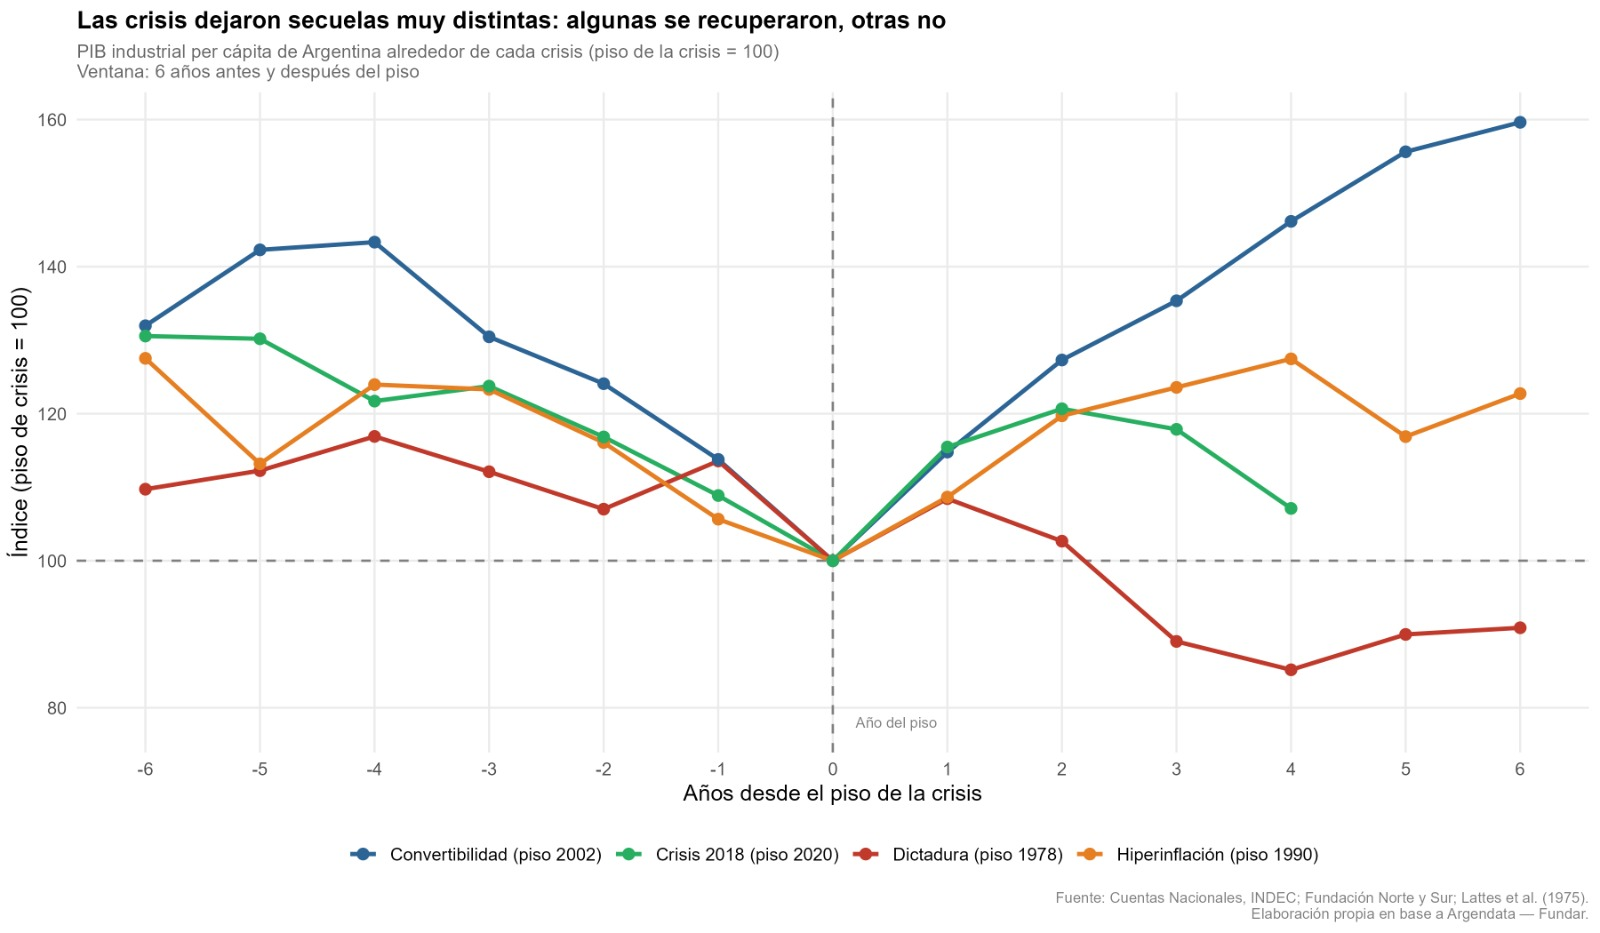 Las crisis dejaron secuelas muy distintas: algunas se recuperaron, otras no
PIB industrial per cápita de Argentina alrededor de cada crisis (piso de la crisis = 100)
Ventana: 6 años antes y después del piso
Índice (piso de crisis = 100)
160
140
120
100
80
Año del piso
-6 -5 -4 -3 -2 -1 0 1 2 3 4 5 6
Años desde el piso de la crisis
Convertibilidad (piso 2002) Crisis 2018 (piso 2020) Dictadura (piso 1978) Hiperinflación (piso 1990)
Fuente: Cuentas Nacionales, INDEC; Fundación Norte y Sur; Lattes et al. (1975).
Elaboración propia en base a Argendata — Fundar.